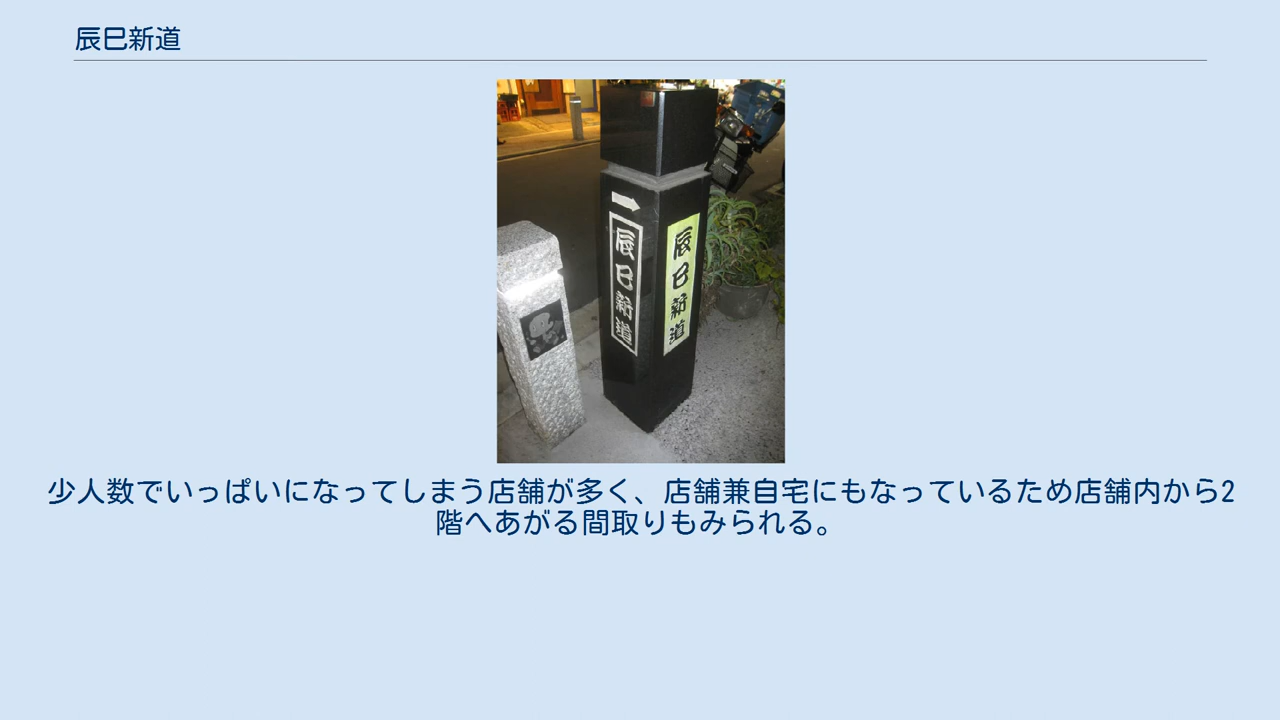 辰巳新道
辰巳新道
辰巳新道
少人数でいっぱいになってしまう店舗が多く、店舗兼自宅にもなっているため店舗内から2
階へあがる間取りもみられる。